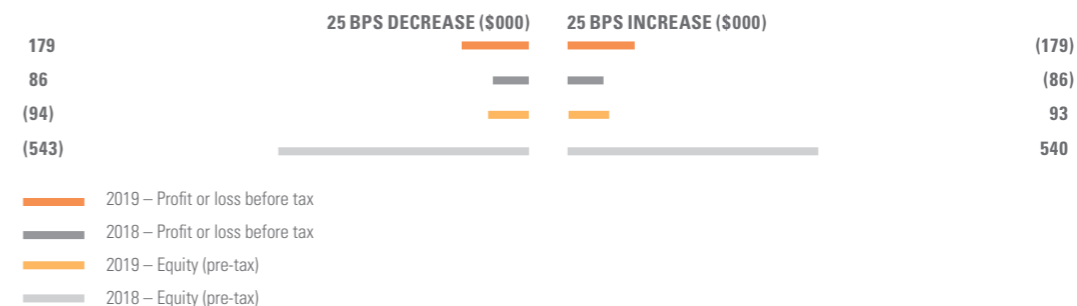 25 BPS DECREASE ($000) 25 BPS INCREASE ($000)
179 (179)
86 (86)
(94) 93
(543) 540
2019 – Profit or loss before tax
2018 – Profit or loss before tax
2019 – Equity (pre-tax)
2018 – Equity (pre-tax)